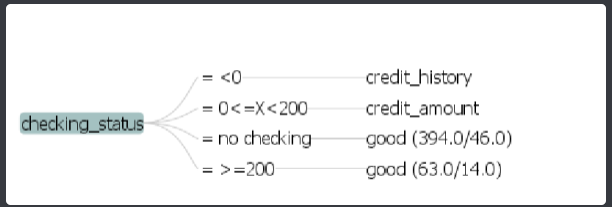 = <0 credit_history
= 0<=X<200 credit_amount
checking_status
= no checking good (394.0/46.0)
= >=200 good (63.0/14.0)